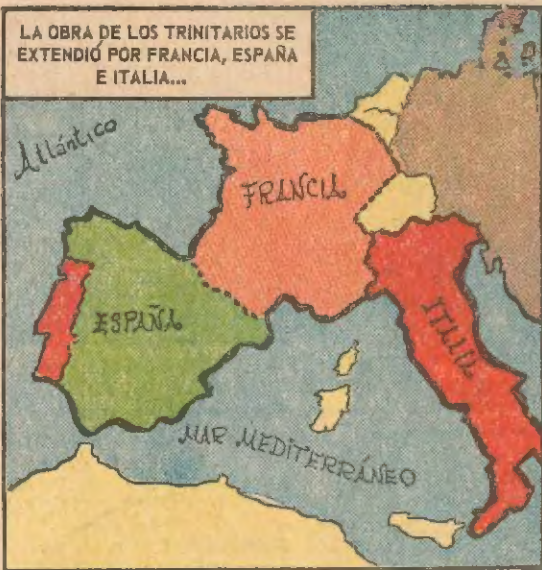 LA OBRA DE LOS TRINITARIOS SE
EXTENDIÓ POR FRANCIA, ESPAÑA
E ITALIA...
Atlántico
FRANCIA
ESPAÑA
ITALIA
MAR MEDITERRÁNEO